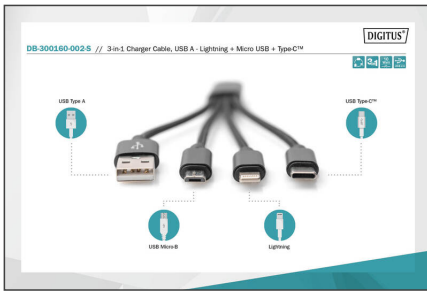 DIGITUS®
DB-300160-002-S // 3-in-1 Charger Cable, USB A - Lightning + Micro USB + Type-C™
USB Type A
USB Type-C™
USB Micro-B
Lightning